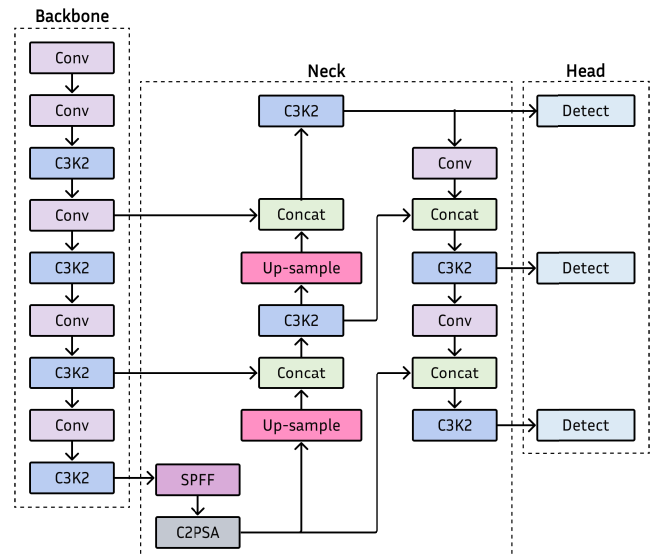 Backbone
Conv
Conv
C3K2
Conv
C3K2
Conv
C3K2
Conv
C3K2
Neck
C3K2
Concat
Up-sample
C3K2
Concat
Up-sample
SPFF
C2PSA
Conv
Concat
C3K2
Conv
Concat
C3K2
Head
Detect
Detect
Detect